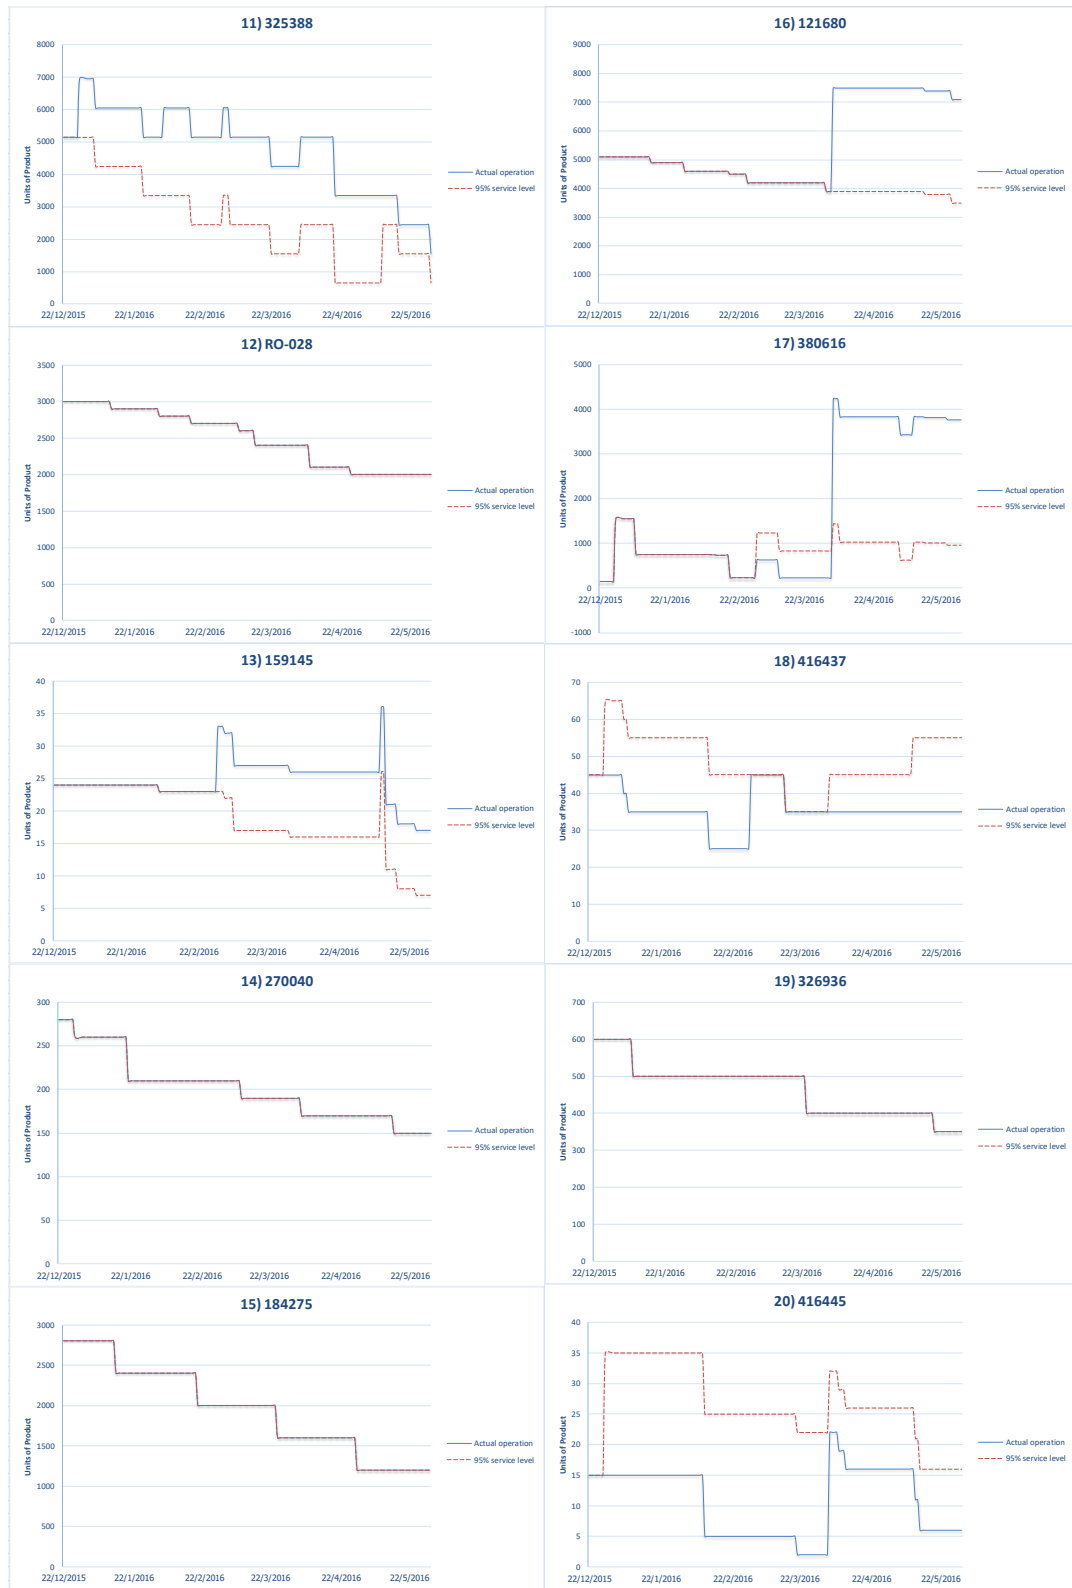 11) 325388
8000
7000
6000
5000
4000
3000
2000
1000
0
Units of Product
22/12/2015 22/1/2016 22/2/2016 22/3/2016 22/4/2016 22/5/2016
Actual operation
95% service level
16) 121680
9000
8000
7000
6000
5000
4000
3000
2000
1000
0
Units of Product
22/12/2015 22/1/2016 22/2/2016 22/3/2016 22/4/2016 22/5/2016
Actual operation
95% service level
12) RO-028
3500
3000
2500
2000
1500
1000
500
0
Units of Product
22/12/2015 22/1/2016 22/2/2016 22/3/2016 22/4/2016 22/5/2016
Actual operation
95% service level
17) 380616
5000
4000
3000
2000
1000
0
-1000
Units of Product
22/12/2015 22/1/2016 22/2/2016 22/3/2016 22/4/2016 22/5/2016
Actual operation
95% service level
13) 159145
40
35
30
25
20
15
10
5
0
Units of Product
22/12/2015 22/1/2016 22/2/2016 22/3/2016 22/4/2016 22/5/2016
Actual operation
95% service level
18) 416437
70
60
50
40
30
20
10
0
Units of Product
22/12/2015 22/1/2016 22/2/2016 22/3/2016 22/4/2016 22/5/2016
Actual operation
95% service level
14) 270040
300
250
200
150
100
50
0
Units of Product
22/12/2015 22/1/2016 22/2/2016 22/3/2016 22/4/2016 22/5/2016
Actual operation
95% service level
19) 326936
700
600
500
400
300
200
100
0
Units of Product
22/12/2015 22/1/2016 22/2/2016 22/3/2016 22/4/2016 22/5/2016
Actual operation
95% service level
15) 184275
3000
2500
2000
1500
1000
500
0
Units of Product
22/12/2015 22/1/2016 22/2/2016 22/3/2016 22/4/2016 22/5/2016
Actual operation
95% service level
20) 416445
40
35
30
25
20
15
10
5
0
Units of Product
22/12/2015 22/1/2016 22/2/2016 22/3/2016 22/4/2016 22/5/2016
Actual operation
95% service level